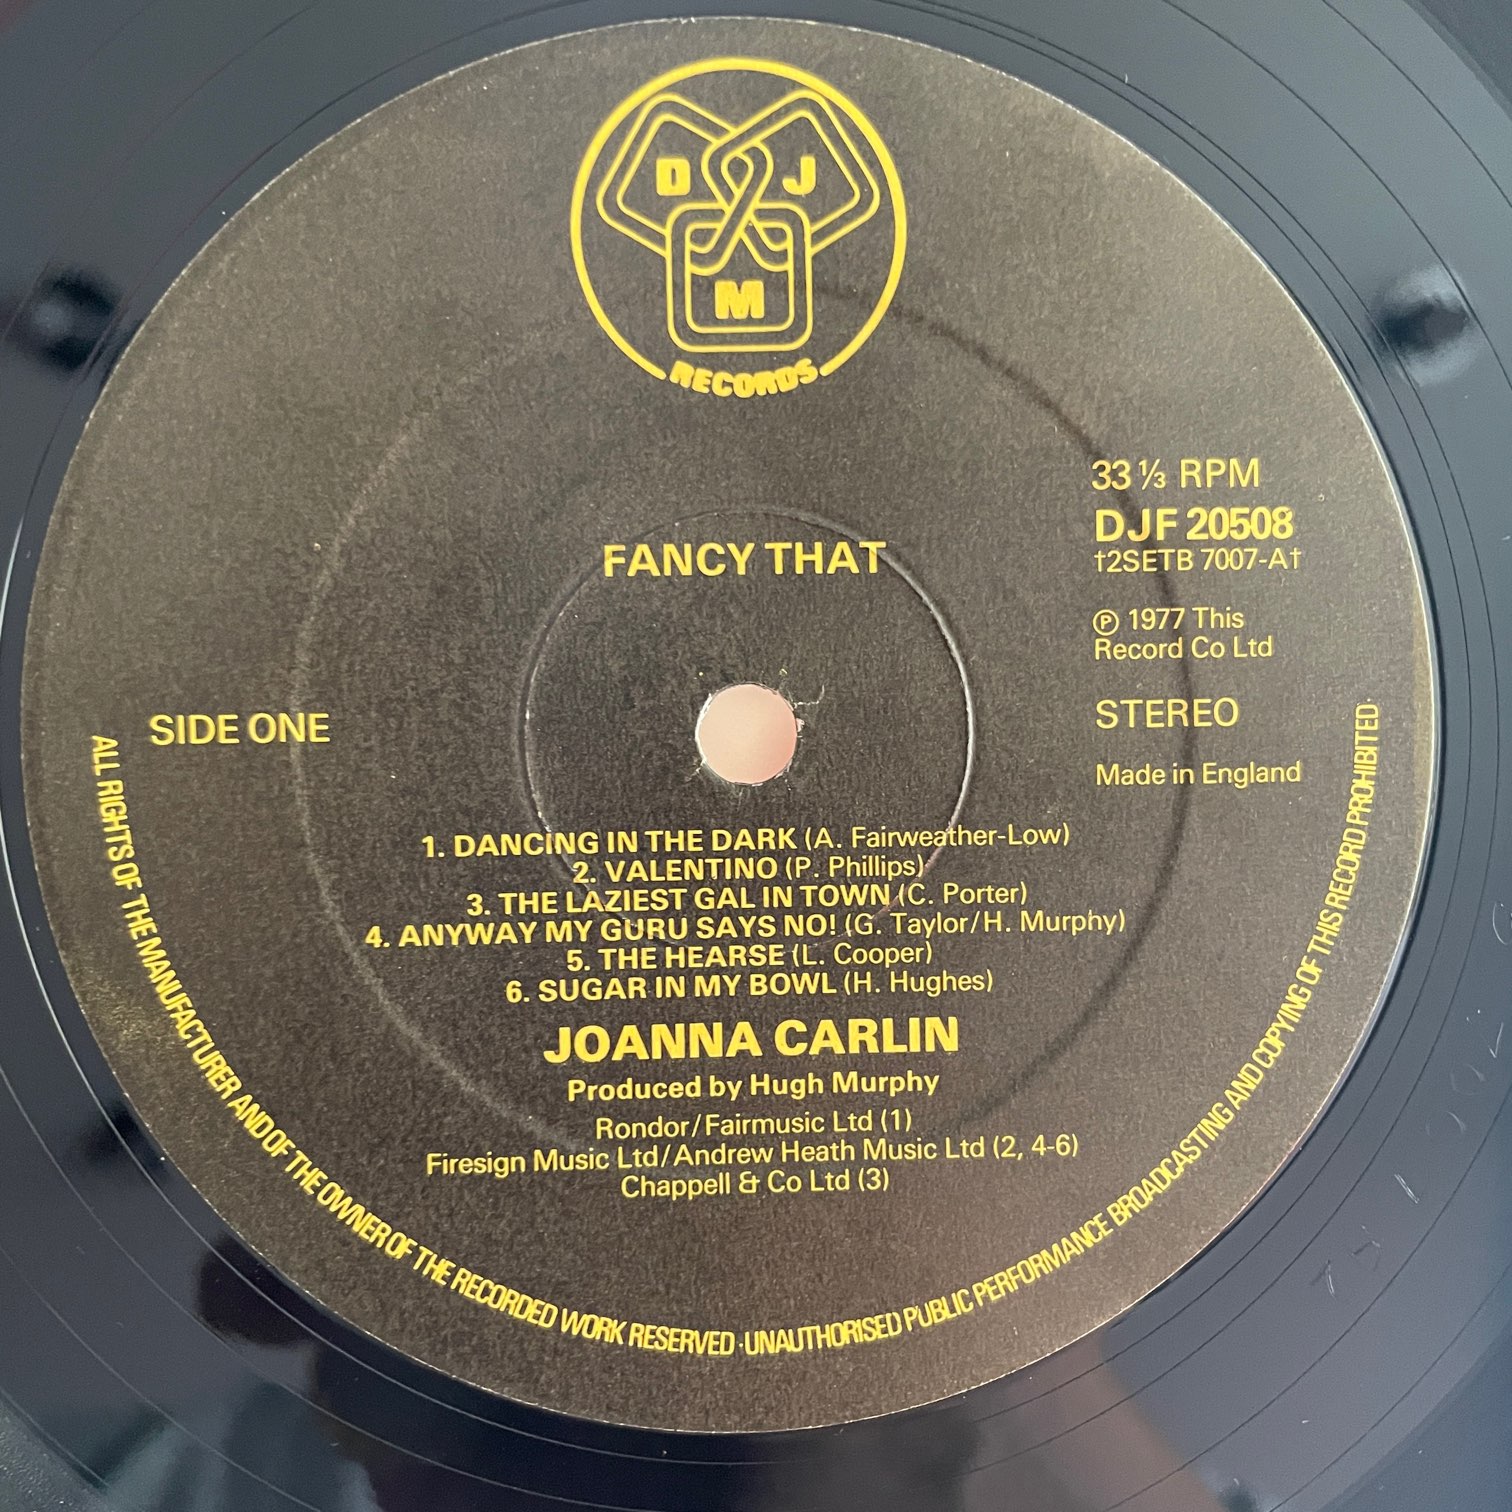 D J
M
RECORDS
33 ⅓ RPM
DJF 20508
†2SETB 7007-A†
FANCY THAT
℗ 1977 This
Record Co Ltd
SIDE ONE
STEREO
Made in England
1. DANCING IN THE DARK (A. Fairweather-Low)
2. VALENTINO (P. Phillips)
3. THE LAZIEST GAL IN TOWN (C. Porter)
4. ANYWAY MY GURU SAYS NO! (G. Taylor/H. Murphy)
5. THE HEARSE (L. Cooper)
6. SUGAR IN MY BOWL (H. Hughes)
JOANNA CARLIN
Produced by Hugh Murphy
Rondor/Fairmusic Ltd (1)
Firesign Music Ltd/Andrew Heath Music Ltd (2, 4-6)
Chappell & Co Ltd (3)
ALL RIGHTS OF THE MANUFACTURER AND OF THE OWNER OF THE RECORDED WORK RESERVED · UNAUTHORISED PUBLIC PERFORMANCE BROADCASTING AND COPYING OF THIS RECORD PROHIBITED